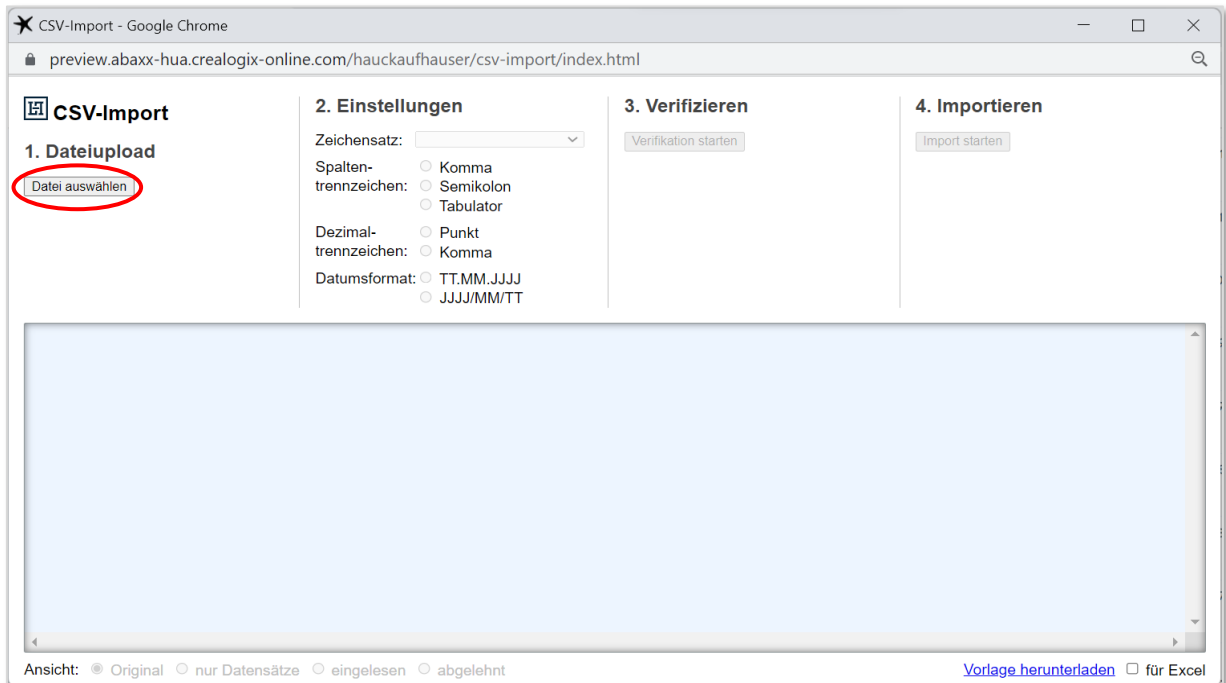 CSV-Import - Google Chrome
preview.abaxx-hua.crealogix-online.com/hauckaufhauser/csv-import/index.html
CSV-Import
1. Dateiupload
Datei auswählen
2. Einstellungen
Zeichensatz:
Spalten-
trennzeichen:
Komma
Semikolon
Tabulator
Dezimal-
trennzeichen:
Punkt
Komma
Datumsformat:
TT.MM.JJJJ
JJJJ/MM/TT
3. Verifizieren
Verifikation starten
4. Importieren
Import starten
Ansicht: Original nur Datensätze eingelesen abgelehnt
Vorlage herunterladen für Excel